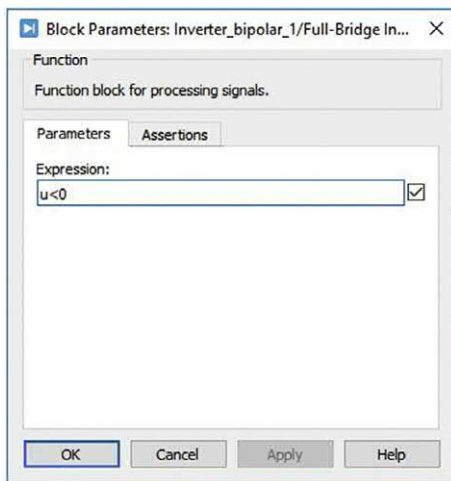 Block Parameters: Inverter_bipolar_1/Full-Bridge In...
Function
Function block for processing signals.
Parameters Assertions
Expression:
u<0
OK Cancel Apply Help